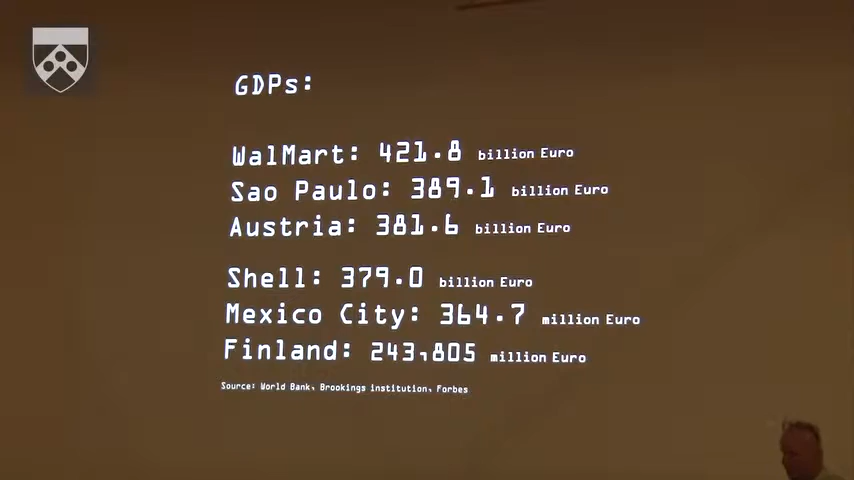 GDPs:
WalMart: 421.8 billion Euro
Sao Paulo: 389.1 billion Euro
Austria: 381.6 billion Euro
Shell: 379.0 billion Euro
Mexico City: 364.7 million Euro
Finland: 243,805 million Euro
Source: World Bank, Brookings institution, Forbes